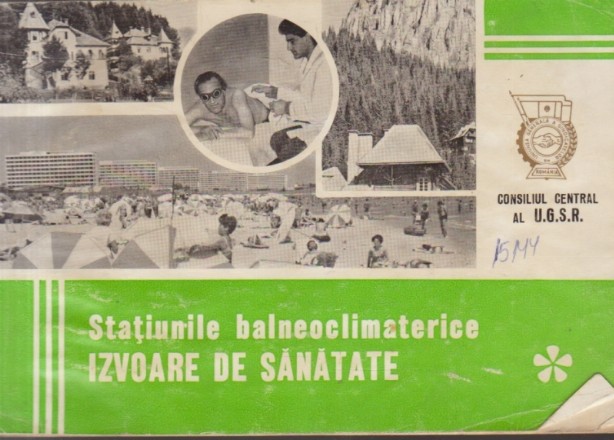 CONSILIUL CENTRAL
AL U.G.S.R.
Stațiunile balneoclimaterice
IZVOARE DE SĂNĂTATE